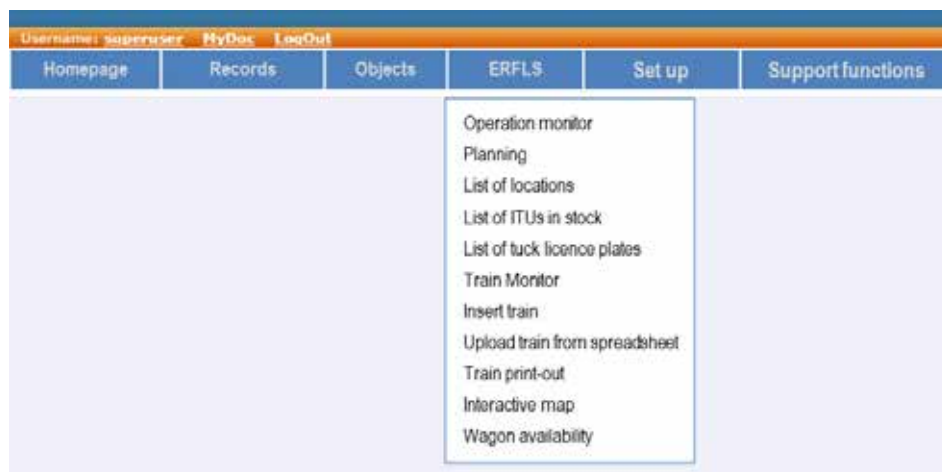 Username: superuser MyDoc LogOut
Homepage Records Objects ERFLS Set up Support functions
Operation monitor
Planning
List of locations
List of ITUs in stock
List of tuck licence plates
Train Monitor
Insert train
Upload train from spreadsheet
Train print-out
Interactive map
Wagon availability